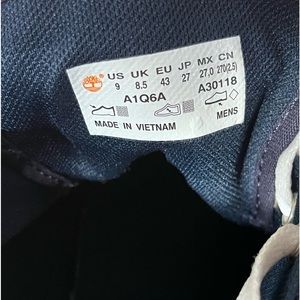 US UK EU JP MX CN
9 8.5 43 27 27.0 270(2.5)
A1Q6A A30118
MENS
MADE IN VIETNAM